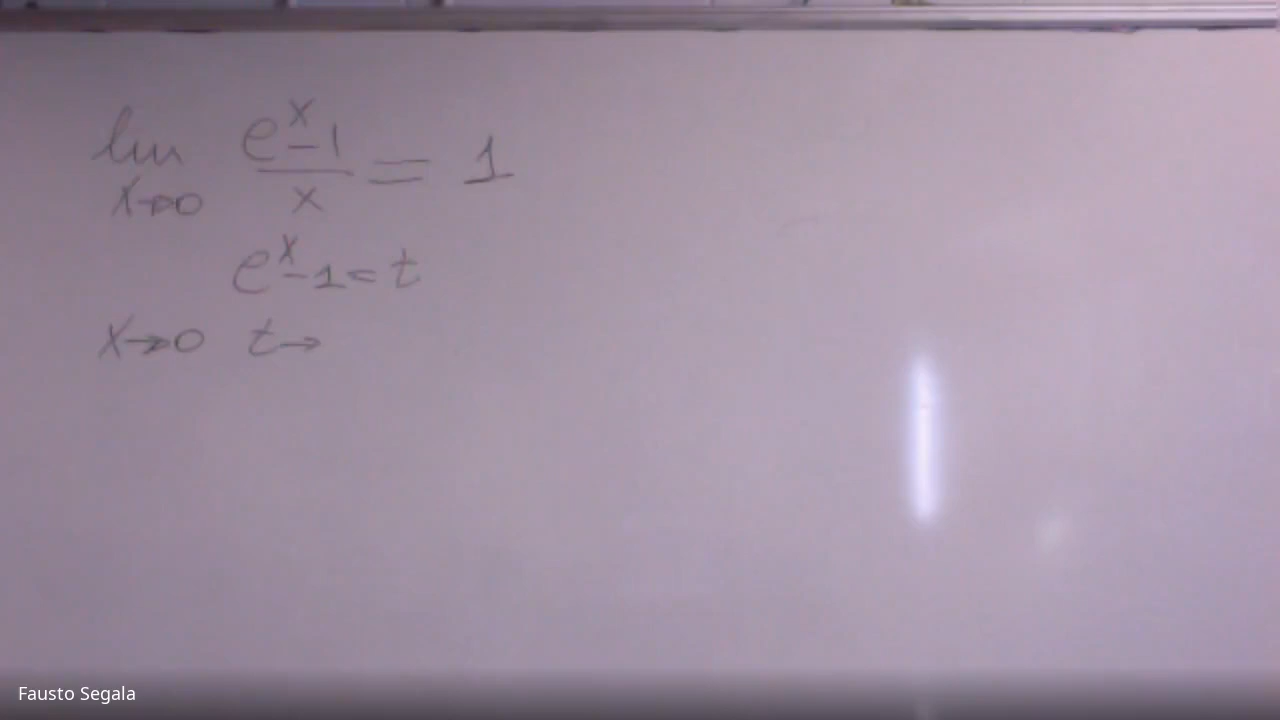 lim e^x-1 / x = 1
x→0
e^x-1=t
x→0 t→
Fausto Segala